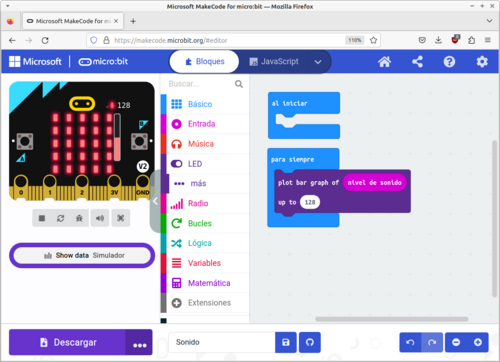 Microsoft MakeCode for micro:bit — Mozilla Firefox
Microsoft MakeCode for mi
https://makecode.microbit.org/#editor
110%
Microsoft
micro:bit
Bloques
JavaScript
128
A
B
V2
0 1 2 3V GND
Show data Simulador
Buscar...
Básico
Entrada
Música
LED
más
Radio
Bucles
Lógica
Variables
Matemática
Extensiones
al iniciar
para siempre
plot bar graph of nivel de sonido
up to 128
Descargar
Sonido